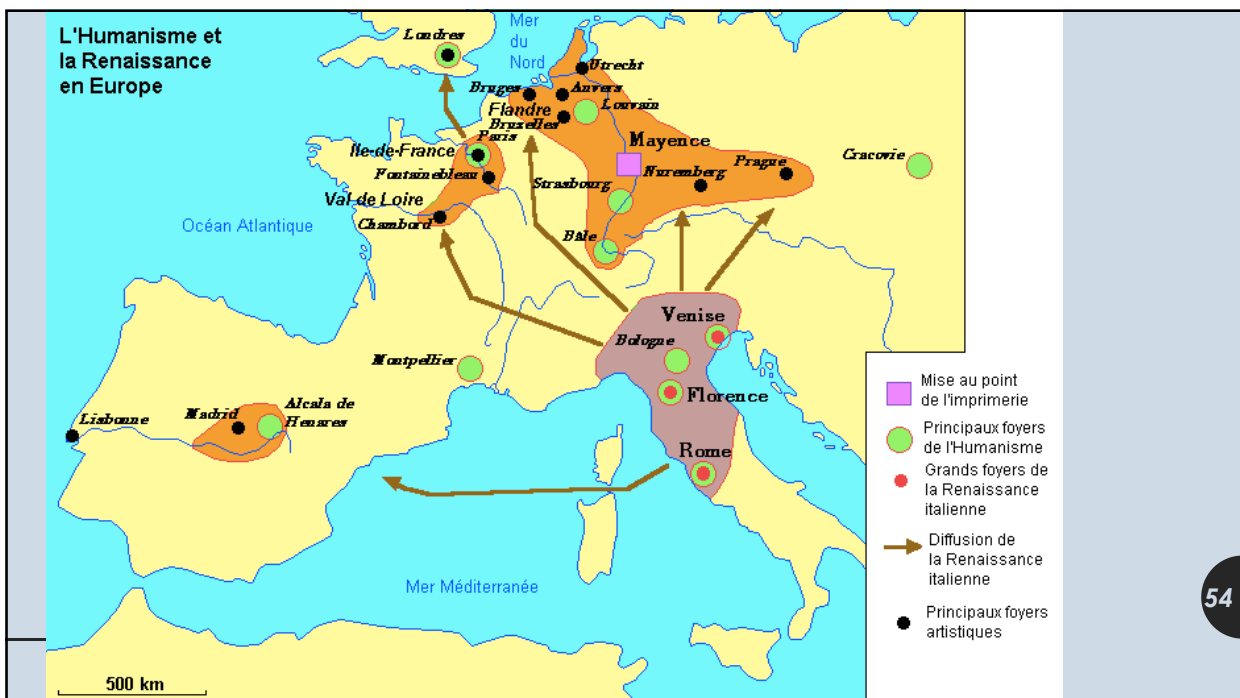 L'Humanisme et
la Renaissance
en Europe
Londres
Mer
du
Nord
Utrecht
Bruges
Anvers
Flandre
Louvain
Bruxelles
Mayence
Paris
Ile-de-France
Fontainebleau
Strasbourg
Nuremberg
Prague
Cracovie
Val de Loire
Chambord
Bâle
Océan Atlantique
Venise
Bologne
Montpellier
Florence
Lisbonne
Madrid
Alcala de
Henares
Rome
Mer Méditerranée
500 km
Mise au point
de l'imprimerie
Principaux foyers
de l'Humanisme
Grands foyers de
la Renaissance
italienne
Diffusion de
la Renaissance
italienne
Principaux foyers
artistiques
54